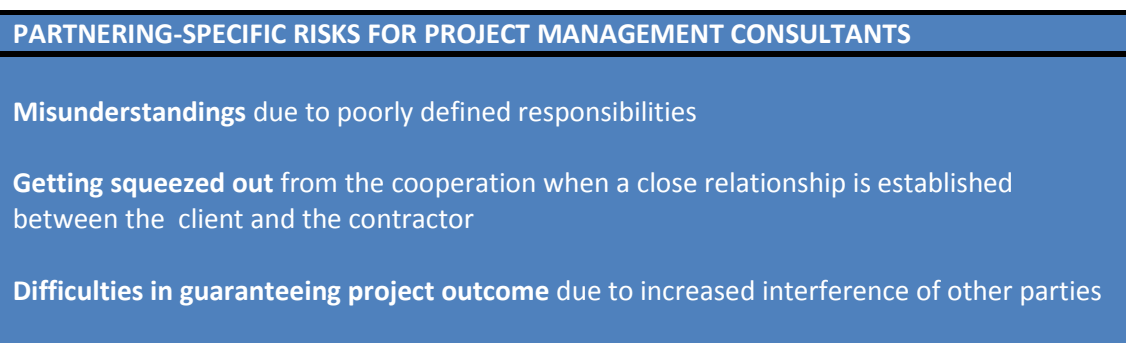 PARTNERING-SPECIFIC RISKS FOR PROJECT MANAGEMENT CONSULTANTS
Misunderstandings due to poorly defined responsibilities
Getting squeezed out from the cooperation when a close relationship is established
between the  client and the contractor
Difficulties in guaranteeing project outcome due to increased interference of other parties